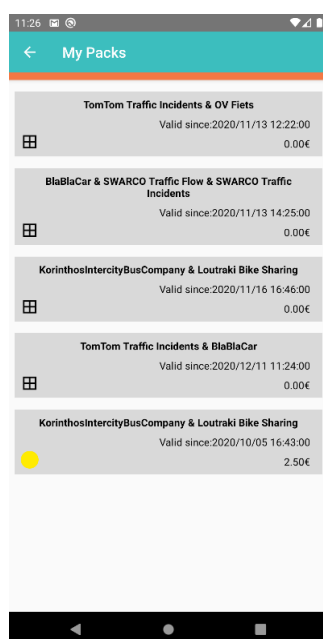 11:26
My Packs
TomTom Traffic Incidents & OV Fiets
Valid since:2020/11/13 12:22:00
0.00€
BlaBlaCar & SWARCO Traffic Flow & SWARCO Traffic
Incidents
Valid since:2020/11/13 14:25:00
0.00€
KorinthosIntercityBusCompany & Loutraki Bike Sharing
Valid since:2020/11/16 16:46:00
0.00€
TomTom Traffic Incidents & BlaBlaCar
Valid since:2020/12/11 11:24:00
0.00€
KorinthosIntercityBusCompany & Loutraki Bike Sharing
Valid since:2020/10/05 16:43:00
2.50€